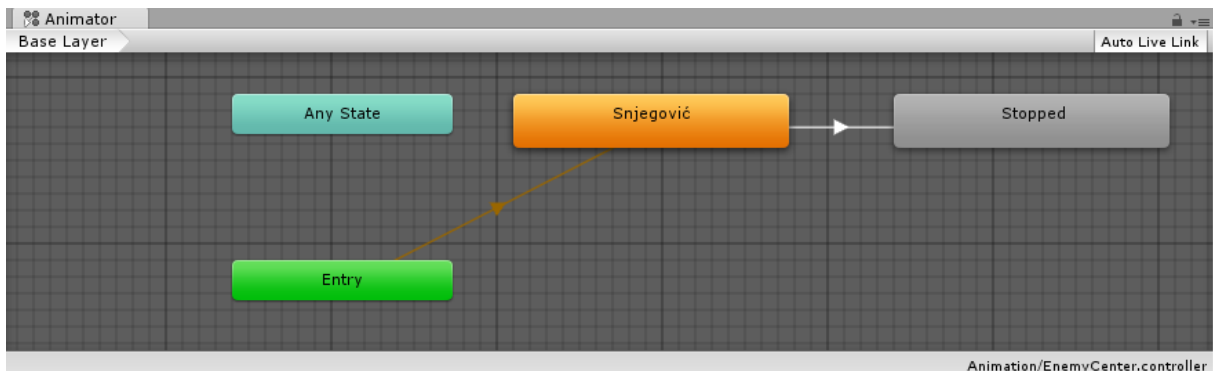 Animator
Base Layer
Auto Live Link
Any State
Snjegović
Stopped
Entry
Animation/EnemyCenter.controller